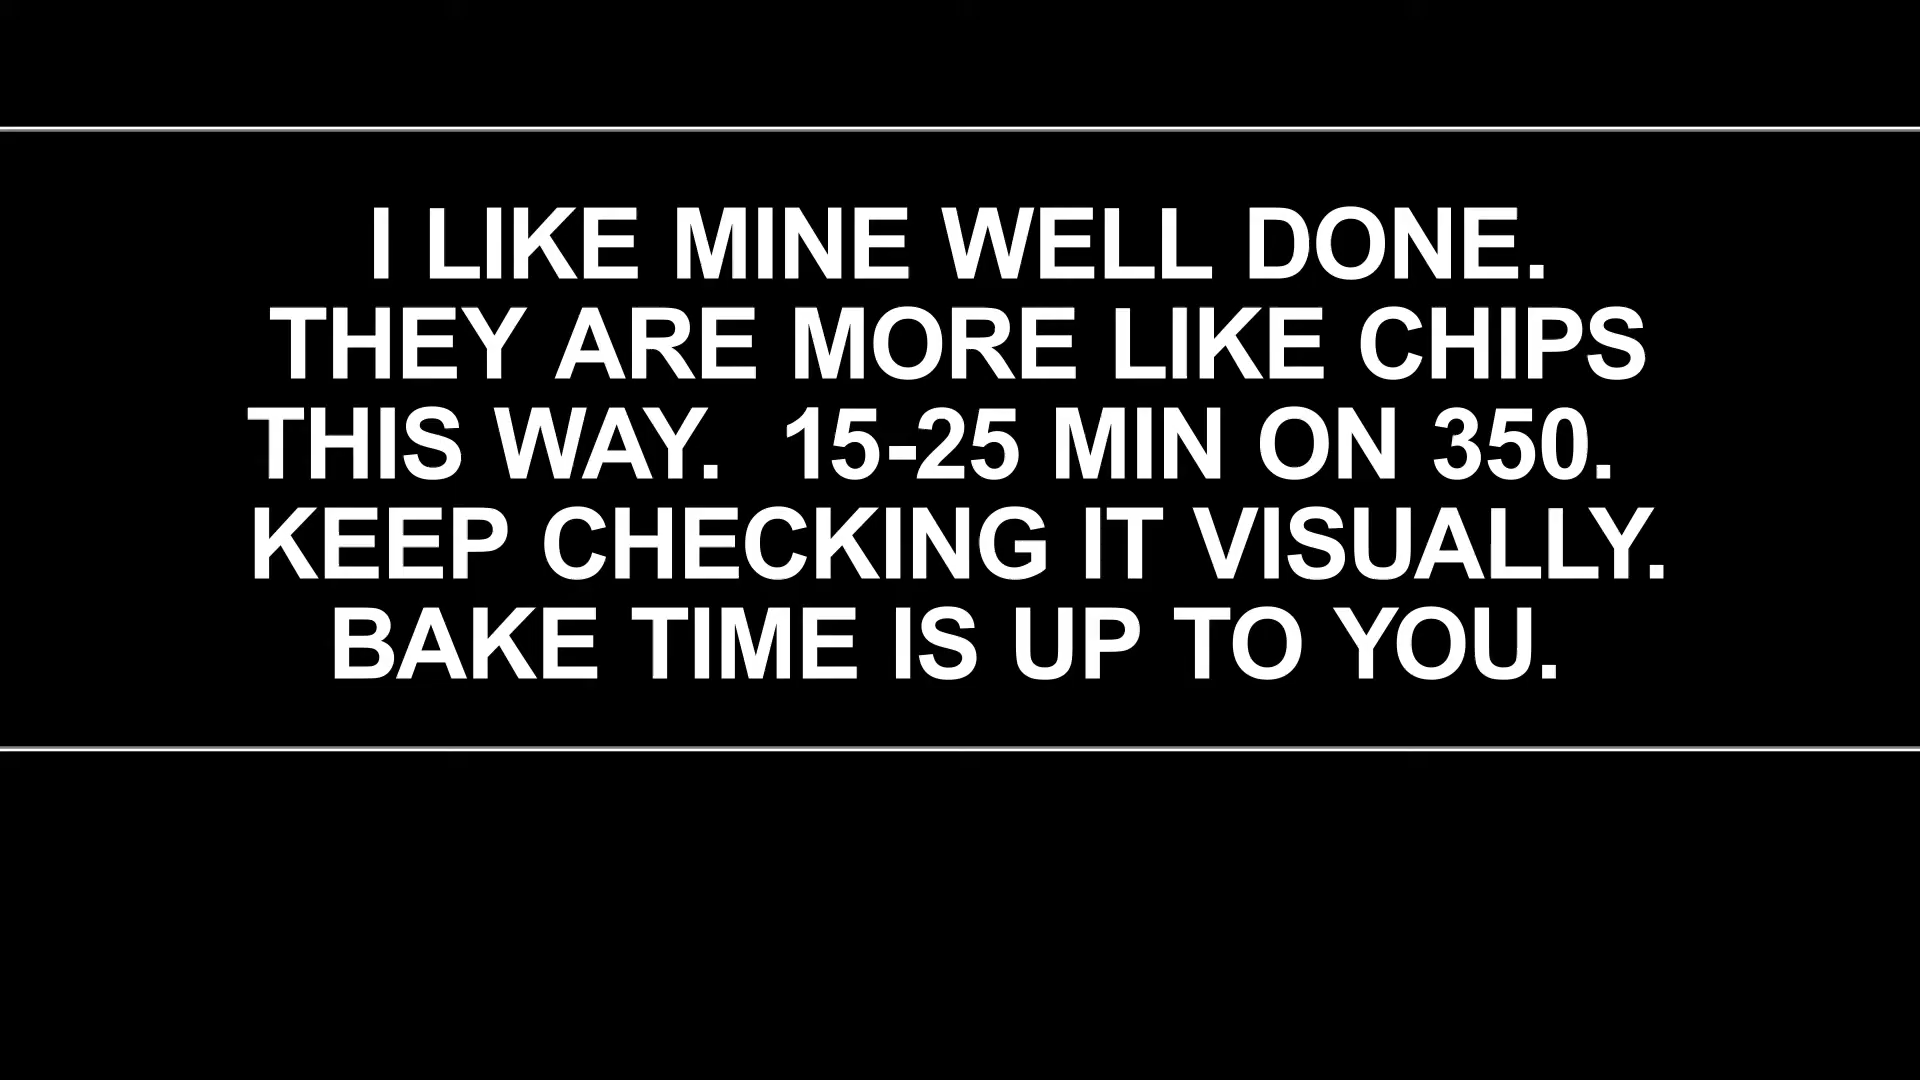 I LIKE MINE WELL DONE.
THEY ARE MORE LIKE CHIPS
THIS WAY.  15-25 MIN ON 350.
KEEP CHECKING IT VISUALLY.
BAKE TIME IS UP TO YOU.